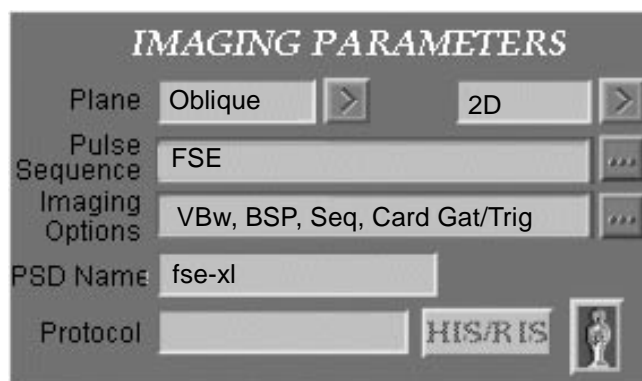 IMAGING PARAMETERS
Plane Oblique > 2D >
Pulse Sequence FSE ...
Imaging Options VBw, BSP, Seq, Card Gat/Trig ...
PSD Name fse-xl
Protocol HIS/RIS